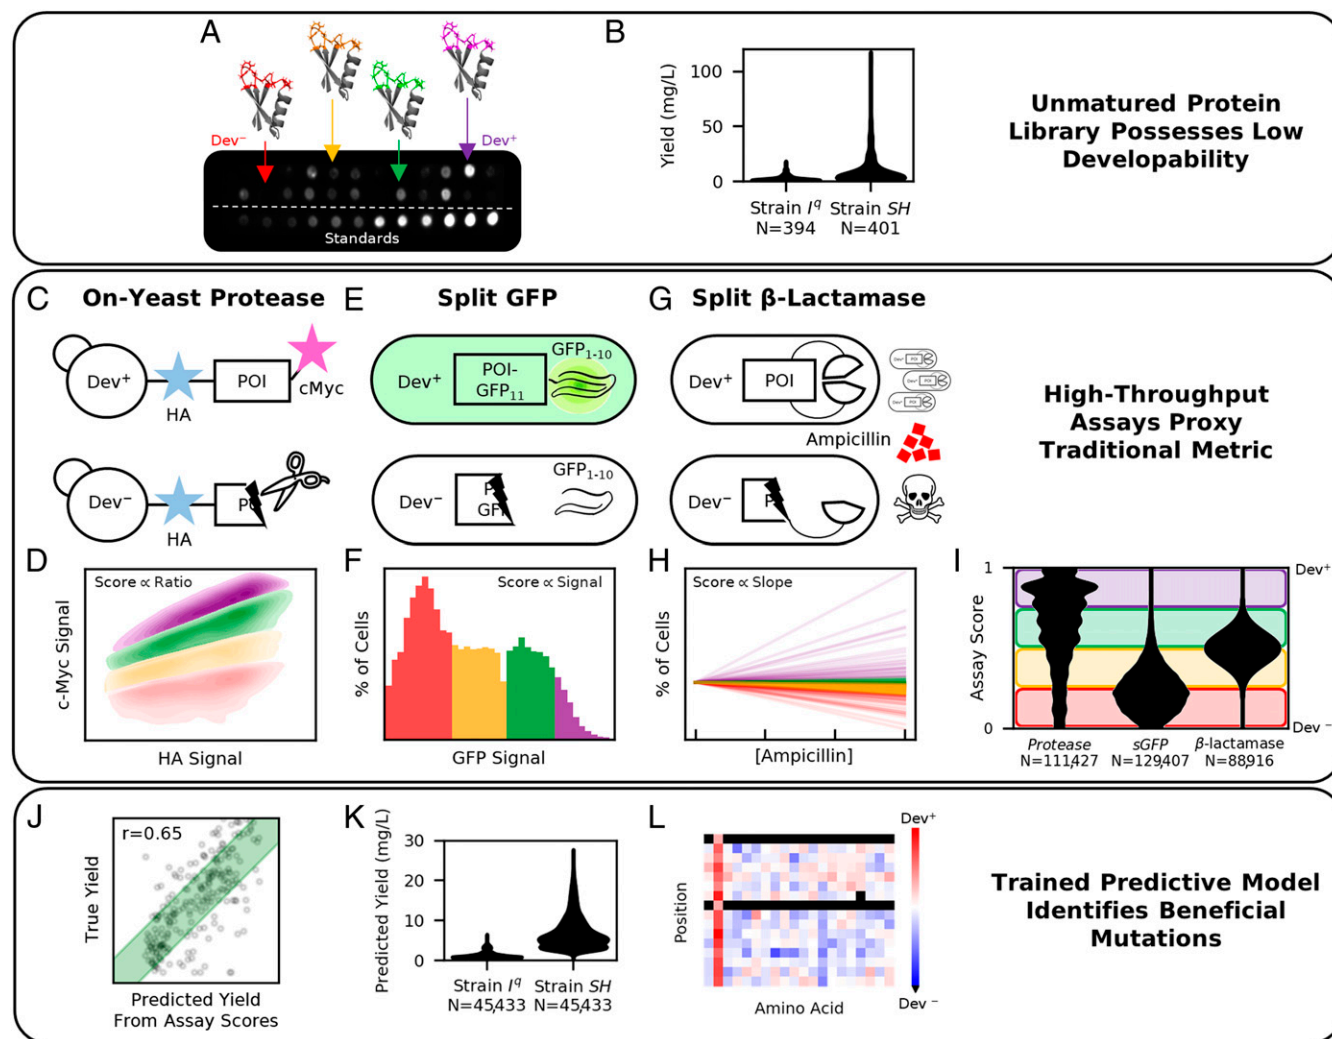 A
Dev⁻
Dev⁺
Standards
B
Yield (mg/L)
100
50
0
Strain Iq
N=394
Strain SH
N=401
Unmatured Protein
Library Possesses Low
Developability
C
On-Yeast Protease
Dev⁺
HA
POI
cMyc
Dev⁻
HA
E
Split GFP
Dev⁺
POI-
GFP₁₁
GFP₁₋₁₀
Dev⁻
GFP₁₋₁₀
G
Split β-Lactamase
Dev⁺
POI
Ampicillin
Dev⁻
High-Throughput
Assays Proxy
Traditional Metric
D
Score ∝ Ratio
c-Myc Signal
HA Signal
F
Score ∝ Signal
% of Cells
GFP Signal
H
Score ∝ Slope
% of Cells
[Ampicillin]
I
Assay Score
1
0
Dev⁺
Dev⁻
Protease
N=111,427
sGFP
N=129,407
β-lactamase
N=88,916
J
r=0.65
True Yield
Predicted Yield
From Assay Scores
K
Predicted Yield (mg/L)
30
20
10
0
Strain Iq
N=45,433
Strain SH
N=45,433
L
Position
Amino Acid
Dev⁺
Dev⁻
Trained Predictive Model
Identifies Beneficial
Mutations